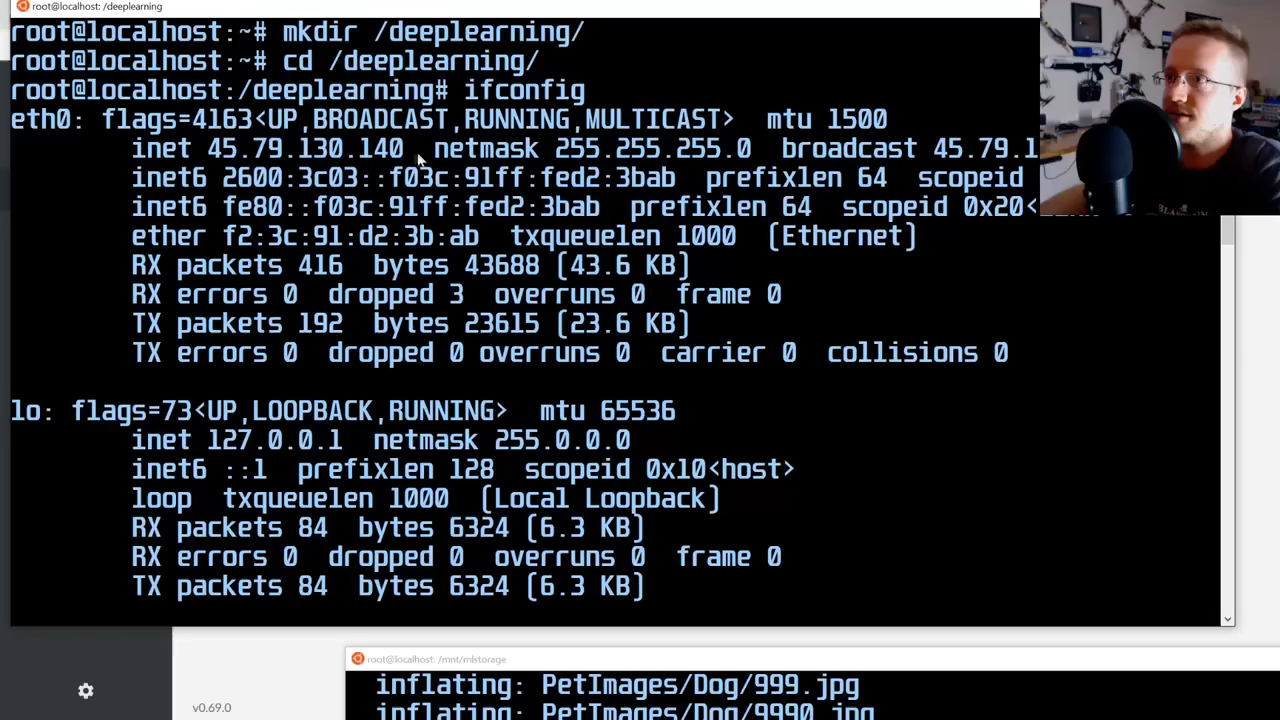 root@localhost: /deeplearning
root@localhost:~# mkdir /deeplearning/
root@localhost:~# cd /deeplearning/
root@localhost:/deeplearning# ifconfig
eth0: flags=4163<UP,BROADCAST,RUNNING,MULTICAST>  mtu 1500
inet 45.79.130.140  netmask 255.255.255.0  broadcast 45.79.1
inet6 2600:3c03::f03c:91ff:fed2:3bab  prefixlen 64  scopeid
inet6 fe80::f03c:91ff:fed2:3bab  prefixlen 64  scopeid 0x20<
ether f2:3c:91:d2:3b:ab  txqueuelen 1000  (Ethernet)
RX packets 416  bytes 43688 (43.6 KB)
RX errors 0  dropped 3  overruns 0  frame 0
TX packets 192  bytes 23615 (23.6 KB)
TX errors 0  dropped 0 overruns 0  carrier 0  collisions 0
lo: flags=73<UP,LOOPBACK,RUNNING>  mtu 65536
inet 127.0.0.1  netmask 255.0.0.0
inet6 ::1  prefixlen 128  scopeid 0x10<host>
loop  txqueuelen 1000  (Local Loopback)
RX packets 84  bytes 6324 (6.3 KB)
RX errors 0  dropped 0  overruns 0  frame 0
TX packets 84  bytes 6324 (6.3 KB)
root@localhost: /mnt/mlstorage
inflating: PetImages/Dog/999.jpg
inflating: PetImages/Dog/9990.jpg
v0.69.0